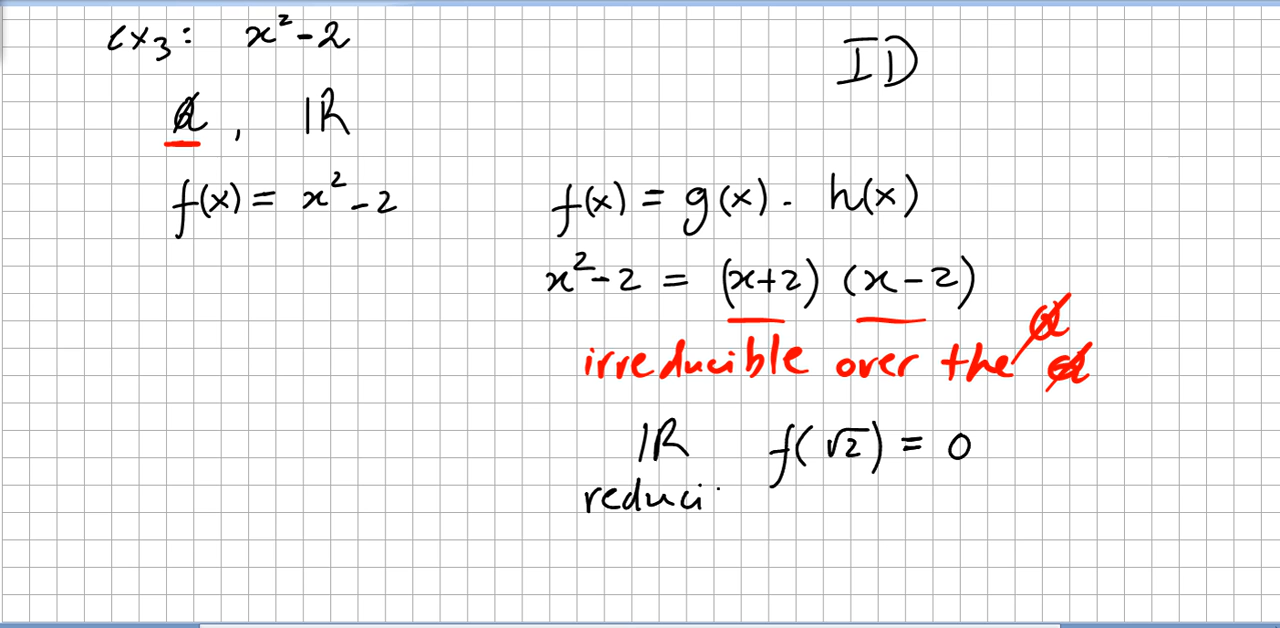 ex3: x² - 2
ID
ℚ, ℝ
f(x) = x² - 2
f(x) = g(x) · h(x)
x² - 2 = (x+2) (x-2)
irreducible over the ℚ ℚ
ℝ f(√2) = 0
reduci